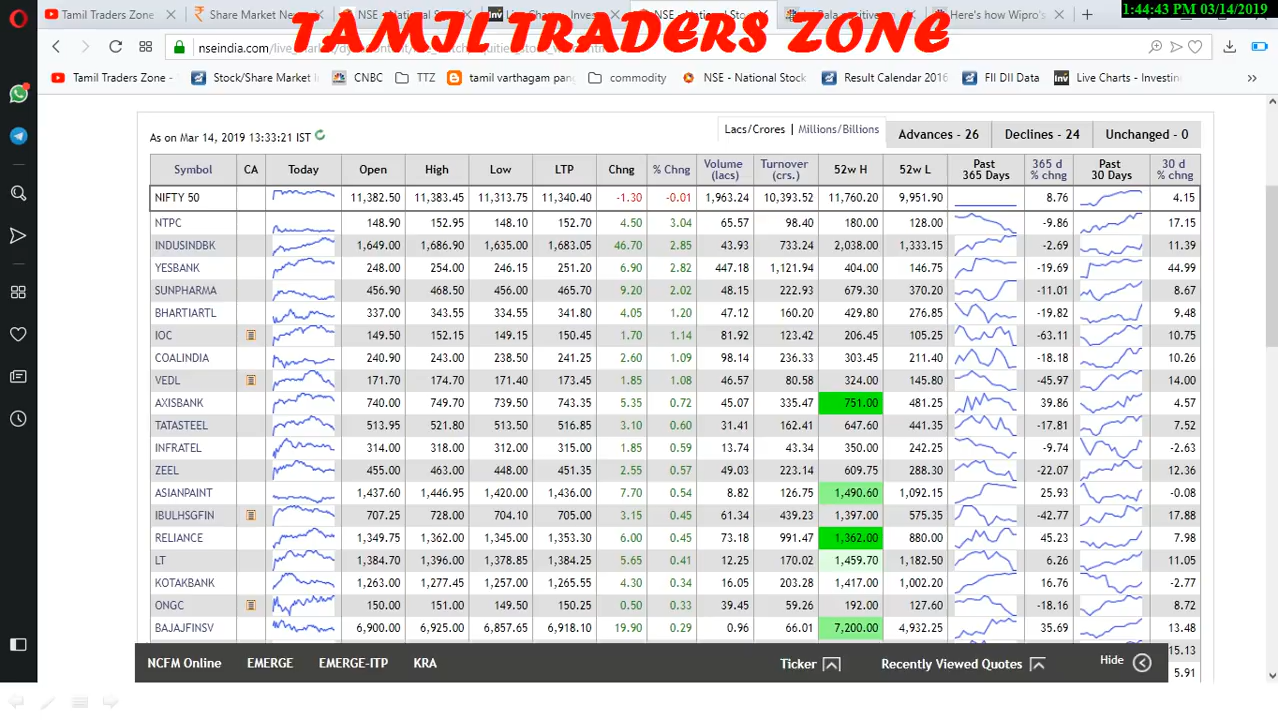 Tamil Traders Zone
Share Market Ne
NSE - National S
Live Charts - Inves
NSE - National Sto
Here's how Wipro's
1:44:43 PM 03/14/2019
TAMIL TRADERS ZONE
nseindia.com/live_market/dy
Tamil Traders Zone -
Stock/Share Market I
CNBC
TTZ
tamil varthagam pan
commodity
NSE - National Stock
Result Calendar 2016
FII DII Data
Live Charts - Investin
As on Mar 14, 2019 13:33:21 IST
Lacs/Crores | Millions/Billions
Advances - 26
Declines - 24
Unchanged - 0
Symbol CA Today Open High Low LTP Chng % Chng Volume (lacs) Turnover (crs.) 52w H 52w L Past 365 Days 365 d % chng Past 30 Days 30 d % chng
NIFTY 50 11,382.50 11,383.45 11,313.75 11,340.40 -1.30 -0.01 1,963.24 10,393.52 11,760.20 9,951.90 8.76 4.15
NTPC 148.90 152.95 148.10 152.70 4.50 3.04 65.57 98.40 180.00 128.00 -9.86 17.15
INDUSINDBK 1,649.00 1,686.90 1,635.00 1,683.05 46.70 2.85 43.93 733.24 2,038.00 1,333.15 -2.69 11.39
YESBANK 248.00 254.00 246.15 251.20 6.90 2.82 447.18 1,121.94 404.00 146.75 -19.69 44.99
SUNPHARMA 456.90 468.50 456.00 465.70 9.20 2.02 48.15 222.93 679.30 370.20 -11.01 8.67
BHARTIARTL 337.00 343.55 334.55 341.80 4.05 1.20 47.12 160.20 429.80 276.85 -19.82 9.48
IOC 149.50 152.15 149.15 150.45 1.70 1.14 81.92 123.42 206.45 105.25 -63.11 10.75
COALINDIA 240.90 243.00 238.50 241.25 2.60 1.09 98.14 236.33 303.45 211.40 -18.18 10.26
VEDL 171.70 174.70 171.40 173.45 1.85 1.08 46.57 80.58 324.00 145.80 -45.97 14.00
AXISBANK 740.00 749.70 739.50 743.35 5.35 0.72 45.07 335.47 751.00 481.25 39.86 4.57
TATASTEEL 513.95 521.80 513.50 516.85 3.10 0.60 31.41 162.41 647.60 441.35 -17.81 7.52
INFRATEL 314.00 318.00 312.00 315.00 1.85 0.59 13.74 43.34 350.00 242.25 -9.74 -2.63
ZEEL 455.00 463.00 448.00 451.35 2.55 0.57 49.03 223.14 609.75 288.30 -22.07 12.36
ASIANPAINT 1,437.60 1,446.95 1,420.00 1,436.00 7.70 0.54 8.82 126.75 1,490.60 1,092.15 25.93 -0.08
IBULHSGFIN 707.25 728.00 704.10 705.00 3.15 0.45 61.34 439.23 1,397.00 575.35 -42.77 17.88
RELIANCE 1,349.75 1,362.00 1,345.00 1,353.30 6.00 0.45 73.18 991.47 1,362.00 880.00 45.23 7.98
LT 1,384.70 1,396.00 1,378.85 1,384.25 5.65 0.41 12.25 170.02 1,459.70 1,182.50 6.26 11.05
KOTAKBANK 1,263.00 1,277.45 1,257.00 1,265.55 4.30 0.34 16.05 203.28 1,417.00 1,002.20 16.76 -2.77
ONGC 150.00 151.00 149.50 150.25 0.50 0.33 39.45 59.26 192.00 127.60 -18.16 8.72
BAJAJFINSV 6,900.00 6,925.00 6,857.65 6,918.10 19.90 0.29 0.96 66.01 7,200.00 4,932.25 35.69 13.48
15.13
5.91
NCFM Online
EMERGE
EMERGE-ITP
KRA
Ticker
Recently Viewed Quotes
Hide